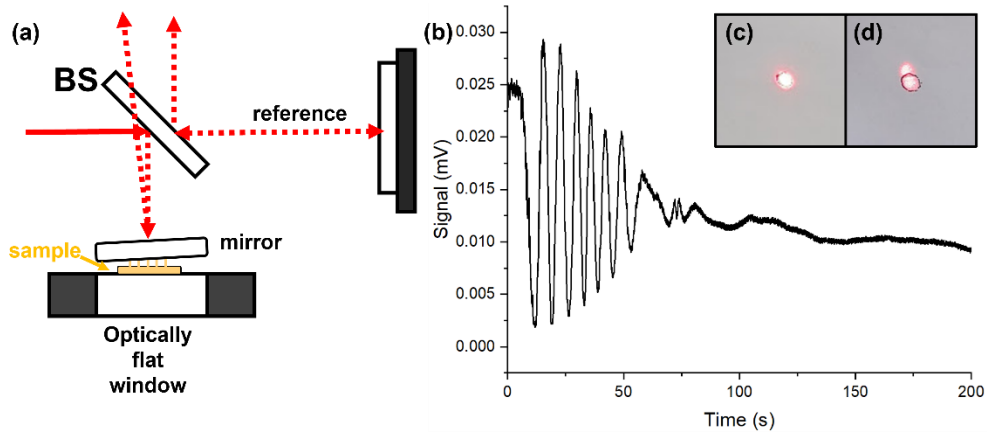 (a)
BS
reference
sample
mirror
Optically
flat
window
(b)
(c)
(d)
0.030
0.025
0.020
0.015
0.010
0.005
0.000
Signal (mV)
0
50
100
150
200
Time (s)